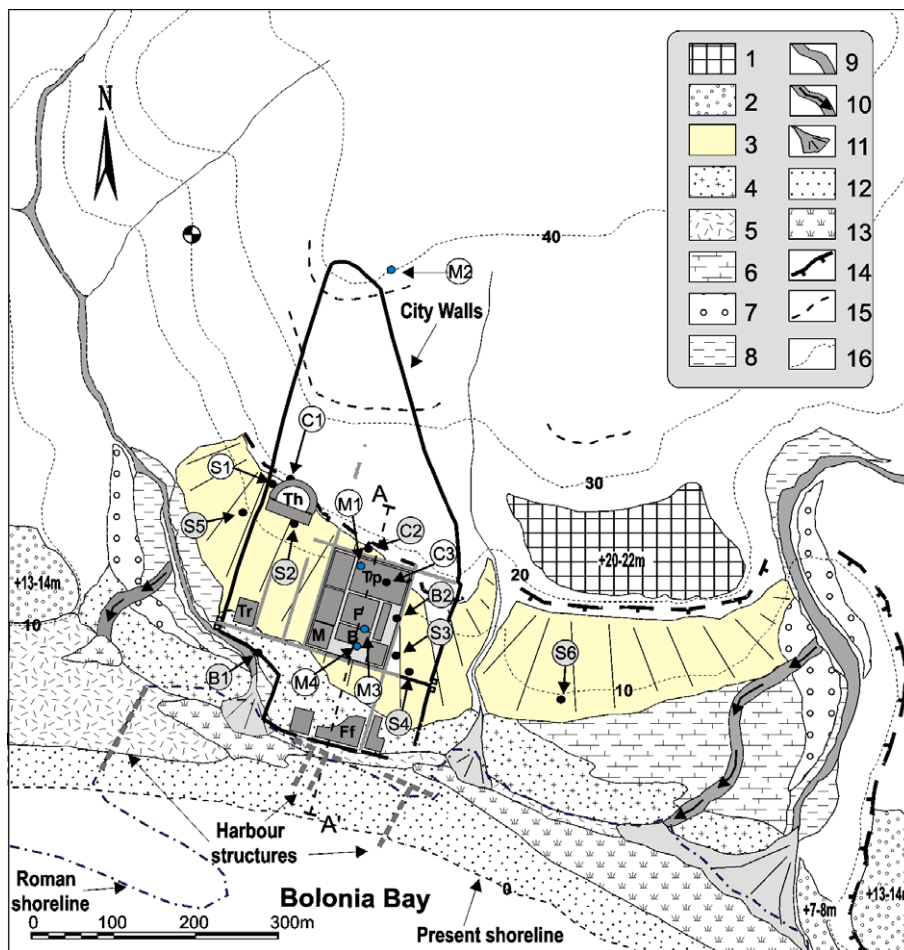 N
1
9
2
10
3
11
4
12
5
13
6
14
7
15
8
16
40
M2
City Walls
C1
30
S1
Th
M1
A
C2
S5
+20-22m
C3
S2
Tp
20
+13-14m
B2
F
Tr
10
M
B
S3
S6
10
B1
M4
M3
S4
Ff
A'
Harbour
structures
Roman
shoreline
Bolonia Bay
0
+13-14m
+7-8m
0 100 200 300m
Present shoreline